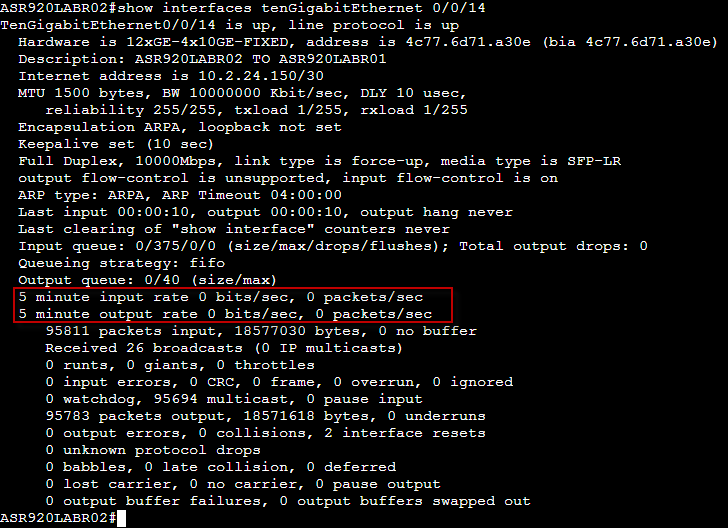 ASR920LABR02#show interfaces tenGigabitEthernet 0/0/14
TenGigabitEthernet0/0/14 is up, line protocol is up
Hardware is 12xGE-4x10GE-FIXED, address is 4c77.6d71.a30e (bia 4c77.6d71.a30e)
Description: ASR920LABR02 TO ASR920LABR01
Internet address is 10.2.24.150/30
MTU 1500 bytes, BW 10000000 Kbit/sec, DLY 10 usec,
reliability 255/255, txload 1/255, rxload 1/255
Encapsulation ARPA, loopback not set
Keepalive set (10 sec)
Full Duplex, 10000Mbps, link type is force-up, media type is SFP-LR
output flow-control is unsupported, input flow-control is on
ARP type: ARPA, ARP Timeout 04:00:00
Last input 00:00:10, output 00:00:10, output hang never
Last clearing of "show interface" counters never
Input queue: 0/375/0/0 (size/max/drops/flushes); Total output drops: 0
Queueing strategy: fifo
Output queue: 0/40 (size/max)
5 minute input rate 0 bits/sec, 0 packets/sec
5 minute output rate 0 bits/sec, 0 packets/sec
95811 packets input, 18577030 bytes, 0 no buffer
Received 26 broadcasts (0 IP multicasts)
0 runts, 0 giants, 0 throttles
0 input errors, 0 CRC, 0 frame, 0 overrun, 0 ignored
0 watchdog, 95694 multicast, 0 pause input
95783 packets output, 18571618 bytes, 0 underruns
0 output errors, 0 collisions, 2 interface resets
0 unknown protocol drops
0 babbles, 0 late collision, 0 deferred
0 lost carrier, 0 no carrier, 0 pause output
0 output buffer failures, 0 output buffers swapped out
ASR920LABR02#